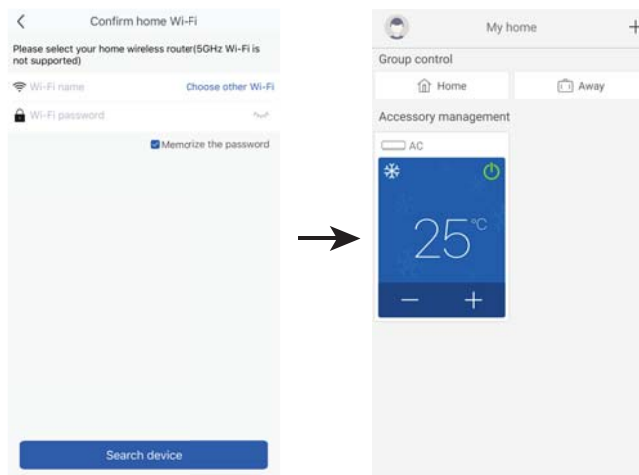 Confirm home Wi-Fi
Please select your home wireless router(5GHz Wi-Fi is
not supported)
Wi-Fi name
Choose other Wi-Fi
Wi-Fi password
Memorize the password
Search device
My home
+
Group control
Home
Away
Accessory management
AC
25°C
− +